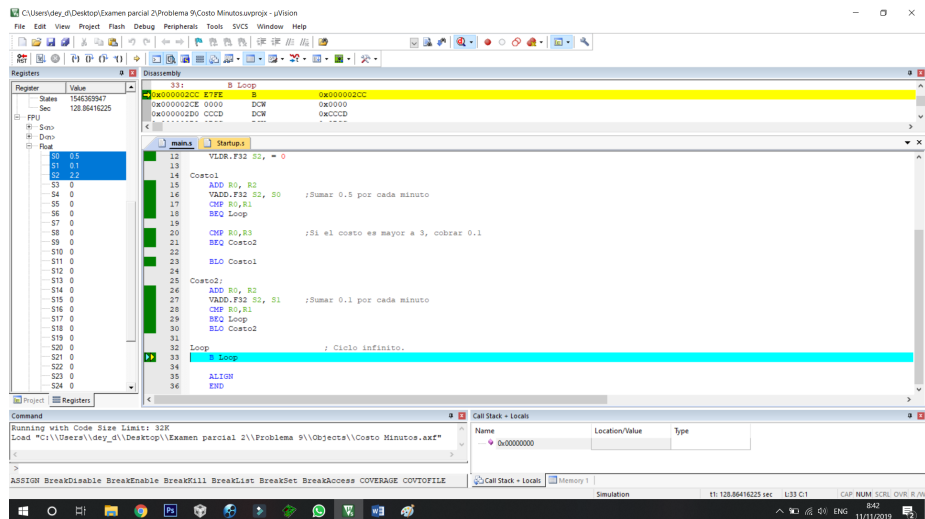 C:\Users\dey_d\Desktop\Examen parcial 2\Problema 9\Costo Minutos.uvprojx - µVision
File Edit View Project Flash Debug Peripherals Tools SVCS Window Help
Registers
Register Value
States 1546369947
Sec 128.86416225
FPU
S<n>
D<n>
Float
S0 0.5
S1 0.1
S2 2.2
S3 0
S4 0
S5 0
S6 0
S7 0
S8 0
S9 0
S10 0
S11 0
S12 0
S13 0
S14 0
S15 0
S16 0
S17 0
S18 0
S19 0
S20 0
S21 0
S22 0
S23 0
S24 0
Project Registers
Disassembly
33: B Loop
0x000002CC E7FE B 0x000002CC
0x000002CE 0000 DCW 0x0000
0x000002D0 CCCD DCW 0xCCCD
main.s Startup.s
12 VLDR.F32 S2, = 0
13
14 Costo1
15 ADD R0, R2
16 VADD.F32 S2, S0 ;Sumar 0.5 por cada minuto
17 CMP R0,R1
18 BEQ Loop
19
20 CMP R0,R3 ;Si el costo es mayor a 3, cobrar 0.1
21 BEQ Costo2
22
23 BLO Costo1
24
25 Costo2;
26 ADD R0, R2
27 VADD.F32 S2, S1 ;Sumar 0.1 por cada minuto
28 CMP R0,R1
29 BEQ Loop
30 BLO Costo2
31
32 Loop ; Ciclo infinito.
33 B Loop
34
35 ALIGN
36 END
Command
Running with Code Size Limit: 32K
Load "C:\\Users\\dey_d\\Desktop\\Examen parcial 2\\Problema 9\\Objects\\Costo Minutos.axf"
>
ASSIGN BreakDisable BreakEnable BreakKill BreakList BreakSet BreakAccess COVERAGE COVTOFILE
Call Stack + Locals
Name Location/Value Type
0x00000000
Call Stack + Locals Memory 1
Simulation t1: 128.86416225 sec L:33 C:1 CAP NUM SCRL OVR R/W
ENG 8:42
11/11/2019